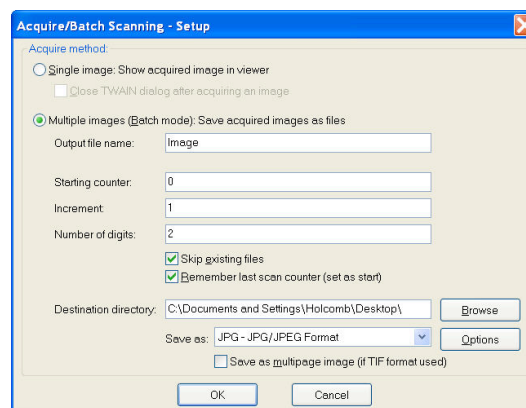 Acquire/Batch Scanning - Setup
Acquire method:
Single image: Show acquired image in viewer
Close TWAIN dialog after acquiring an image
Multiple images (Batch mode): Save acquired images as files
Output file name: Image
Starting counter: 0
Increment: 1
Number of digits: 2
Skip existing files
Remember last scan counter (set as start)
Destination directory: C:\Documents and Settings\Holcomb\Desktop\ Browse
Save as: JPG - JPG/JPEG Format Options
Save as multipage image (if TIF format used)
OK Cancel